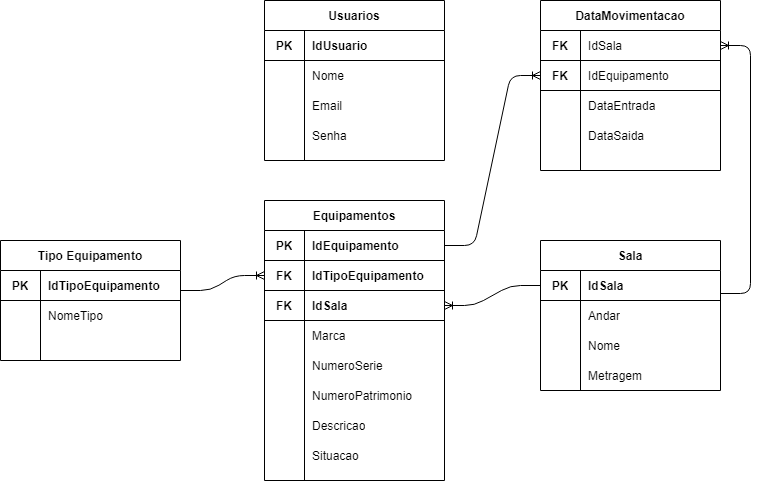 Usuarios
PK IdUsuario
Nome
Email
Senha
DataMovimentacao
FK IdSala
FK IdEquipamento
DataEntrada
DataSaida
Tipo Equipamento
PK IdTipoEquipamento
NomeTipo
Equipamentos
PK IdEquipamento
FK IdTipoEquipamento
FK IdSala
Marca
NumeroSerie
NumeroPatrimonio
Descricao
Situacao
Sala
PK IdSala
Andar
Nome
Metragem